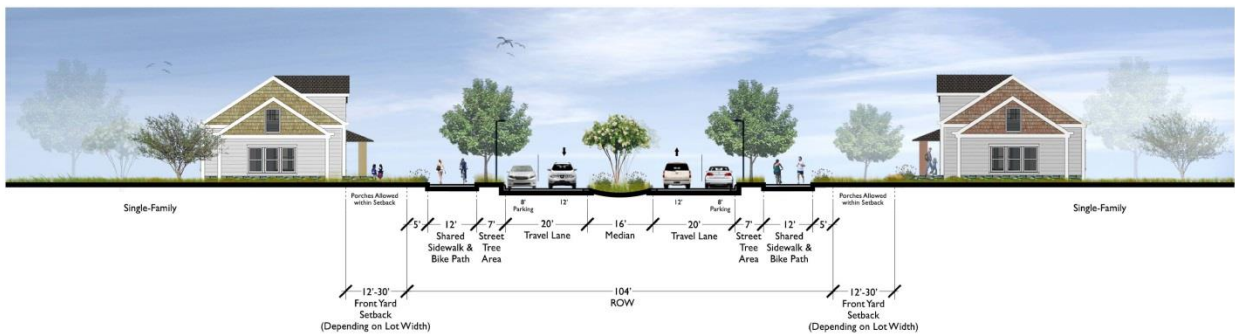 Single-Family
Porches Allowed
within Setback
8'
Parking
12'
12'
8'
Parking
Porches Allowed
within Setback
Single-Family
5'
12'
Shared
Sidewalk &
Bike Path
7'
Street
Tree
Area
20'
Travel Lane
16'
Median
20'
Travel Lane
7'
Street
Tree
Area
12'
Shared
Sidewalk &
Bike Path
5'
12'-30'
Front Yard
Setback
(Depending on Lot Width)
104'
ROW
12'-30'
Front Yard
Setback
(Depending on Lot Width)